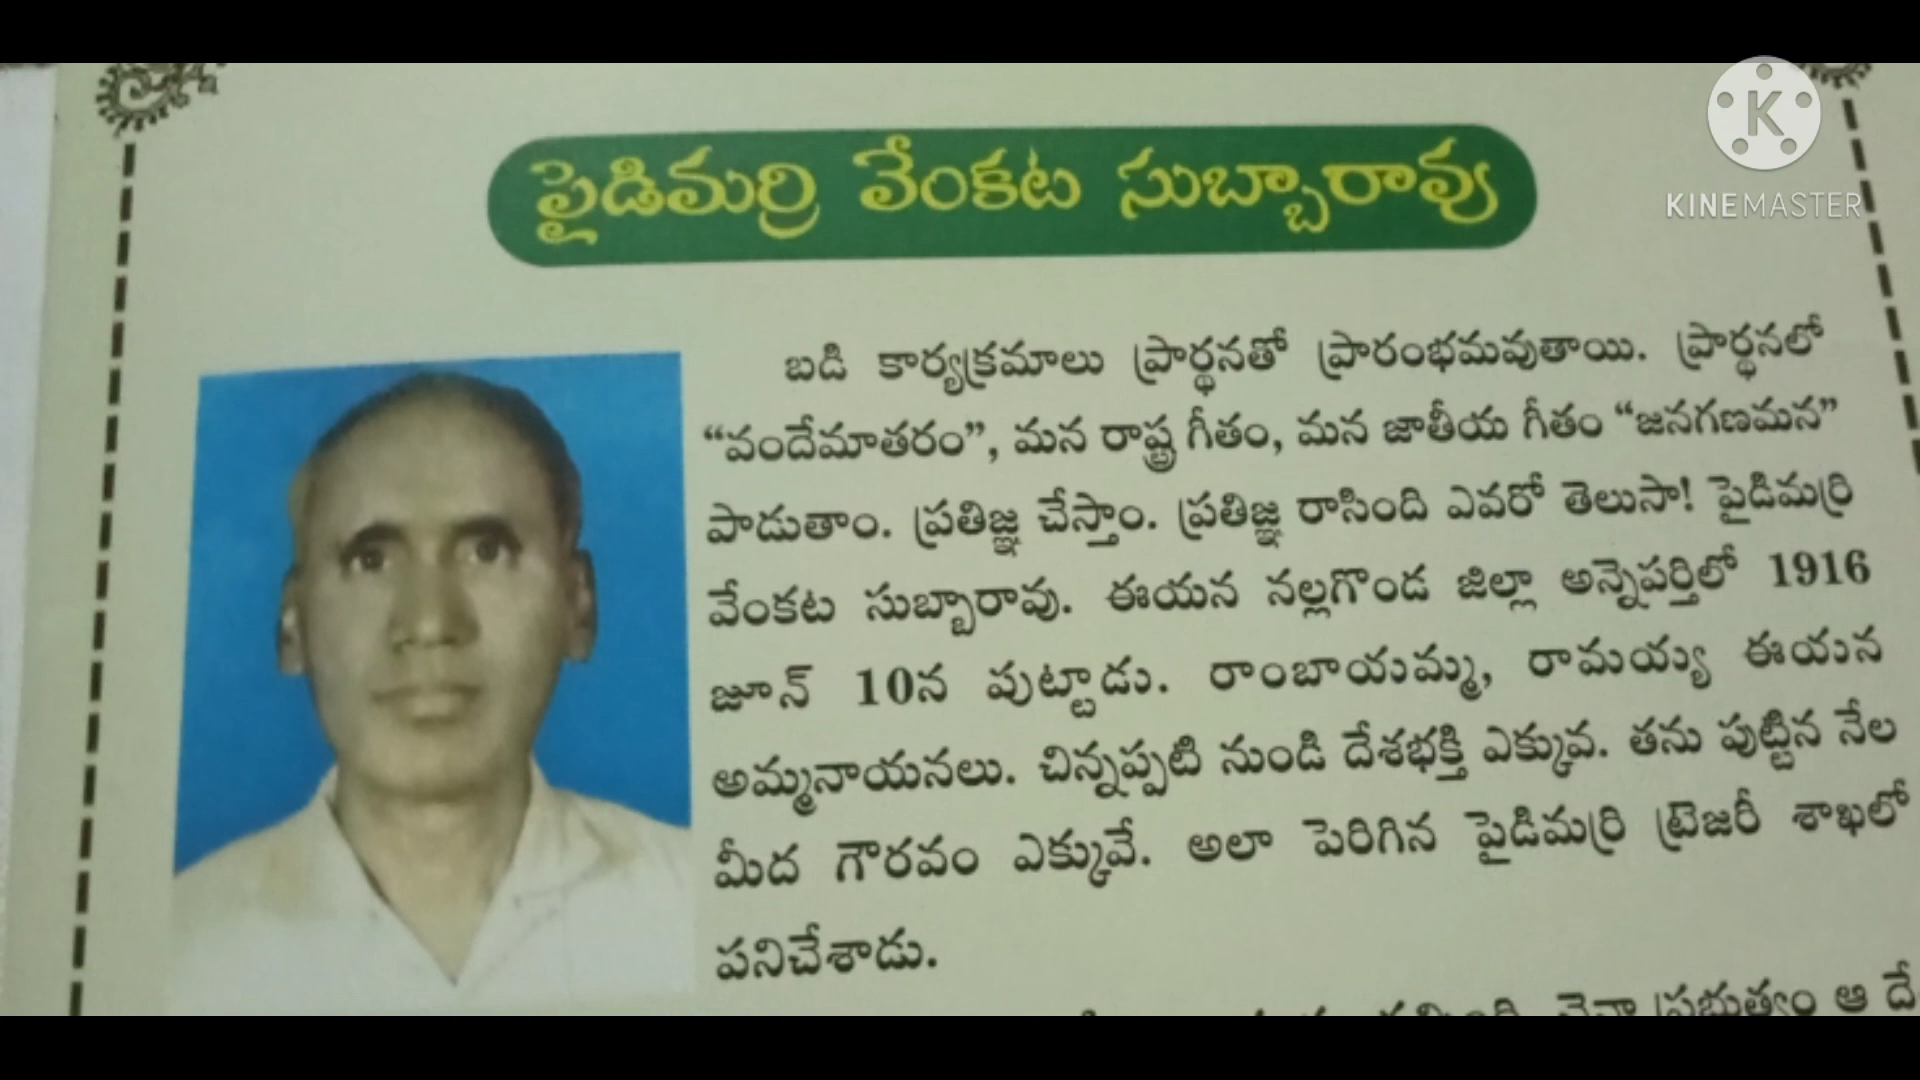 KINEMASTER
పైడిమర్రి వేంకట సుబ్బారావు
బడి కార్యక్రమాలు ప్రార్థనతో ప్రారంభమవుతాయి. ప్రార్థనలో
“వందేమాతరం”, మన రాష్ట్ర గీతం, మన జాతీయ గీతం “జనగణమన”
పాడుతాం. ప్రతిజ్ఞ చేస్తాం. ప్రతిజ్ఞ రాసింది ఎవరో తెలుసా! పైడిమర్రి
వేంకట సుబ్బారావు. ఈయన నల్లగొండ జిల్లా అన్నెపర్తిలో 1916
జూన్ 10న పుట్టాడు. రాంబాయమ్మ, రామయ్య ఈయన
అమ్మనాయనలు. చిన్నప్పటి నుండి దేశభక్తి ఎక్కువ. తను పుట్టిన నేల
మీద గౌరవం ఎక్కువే. అలా పెరిగిన పైడిమర్రి ట్రెజరీ శాఖలో
పనిచేశాడు.
ప్రభుత్వం ఆ